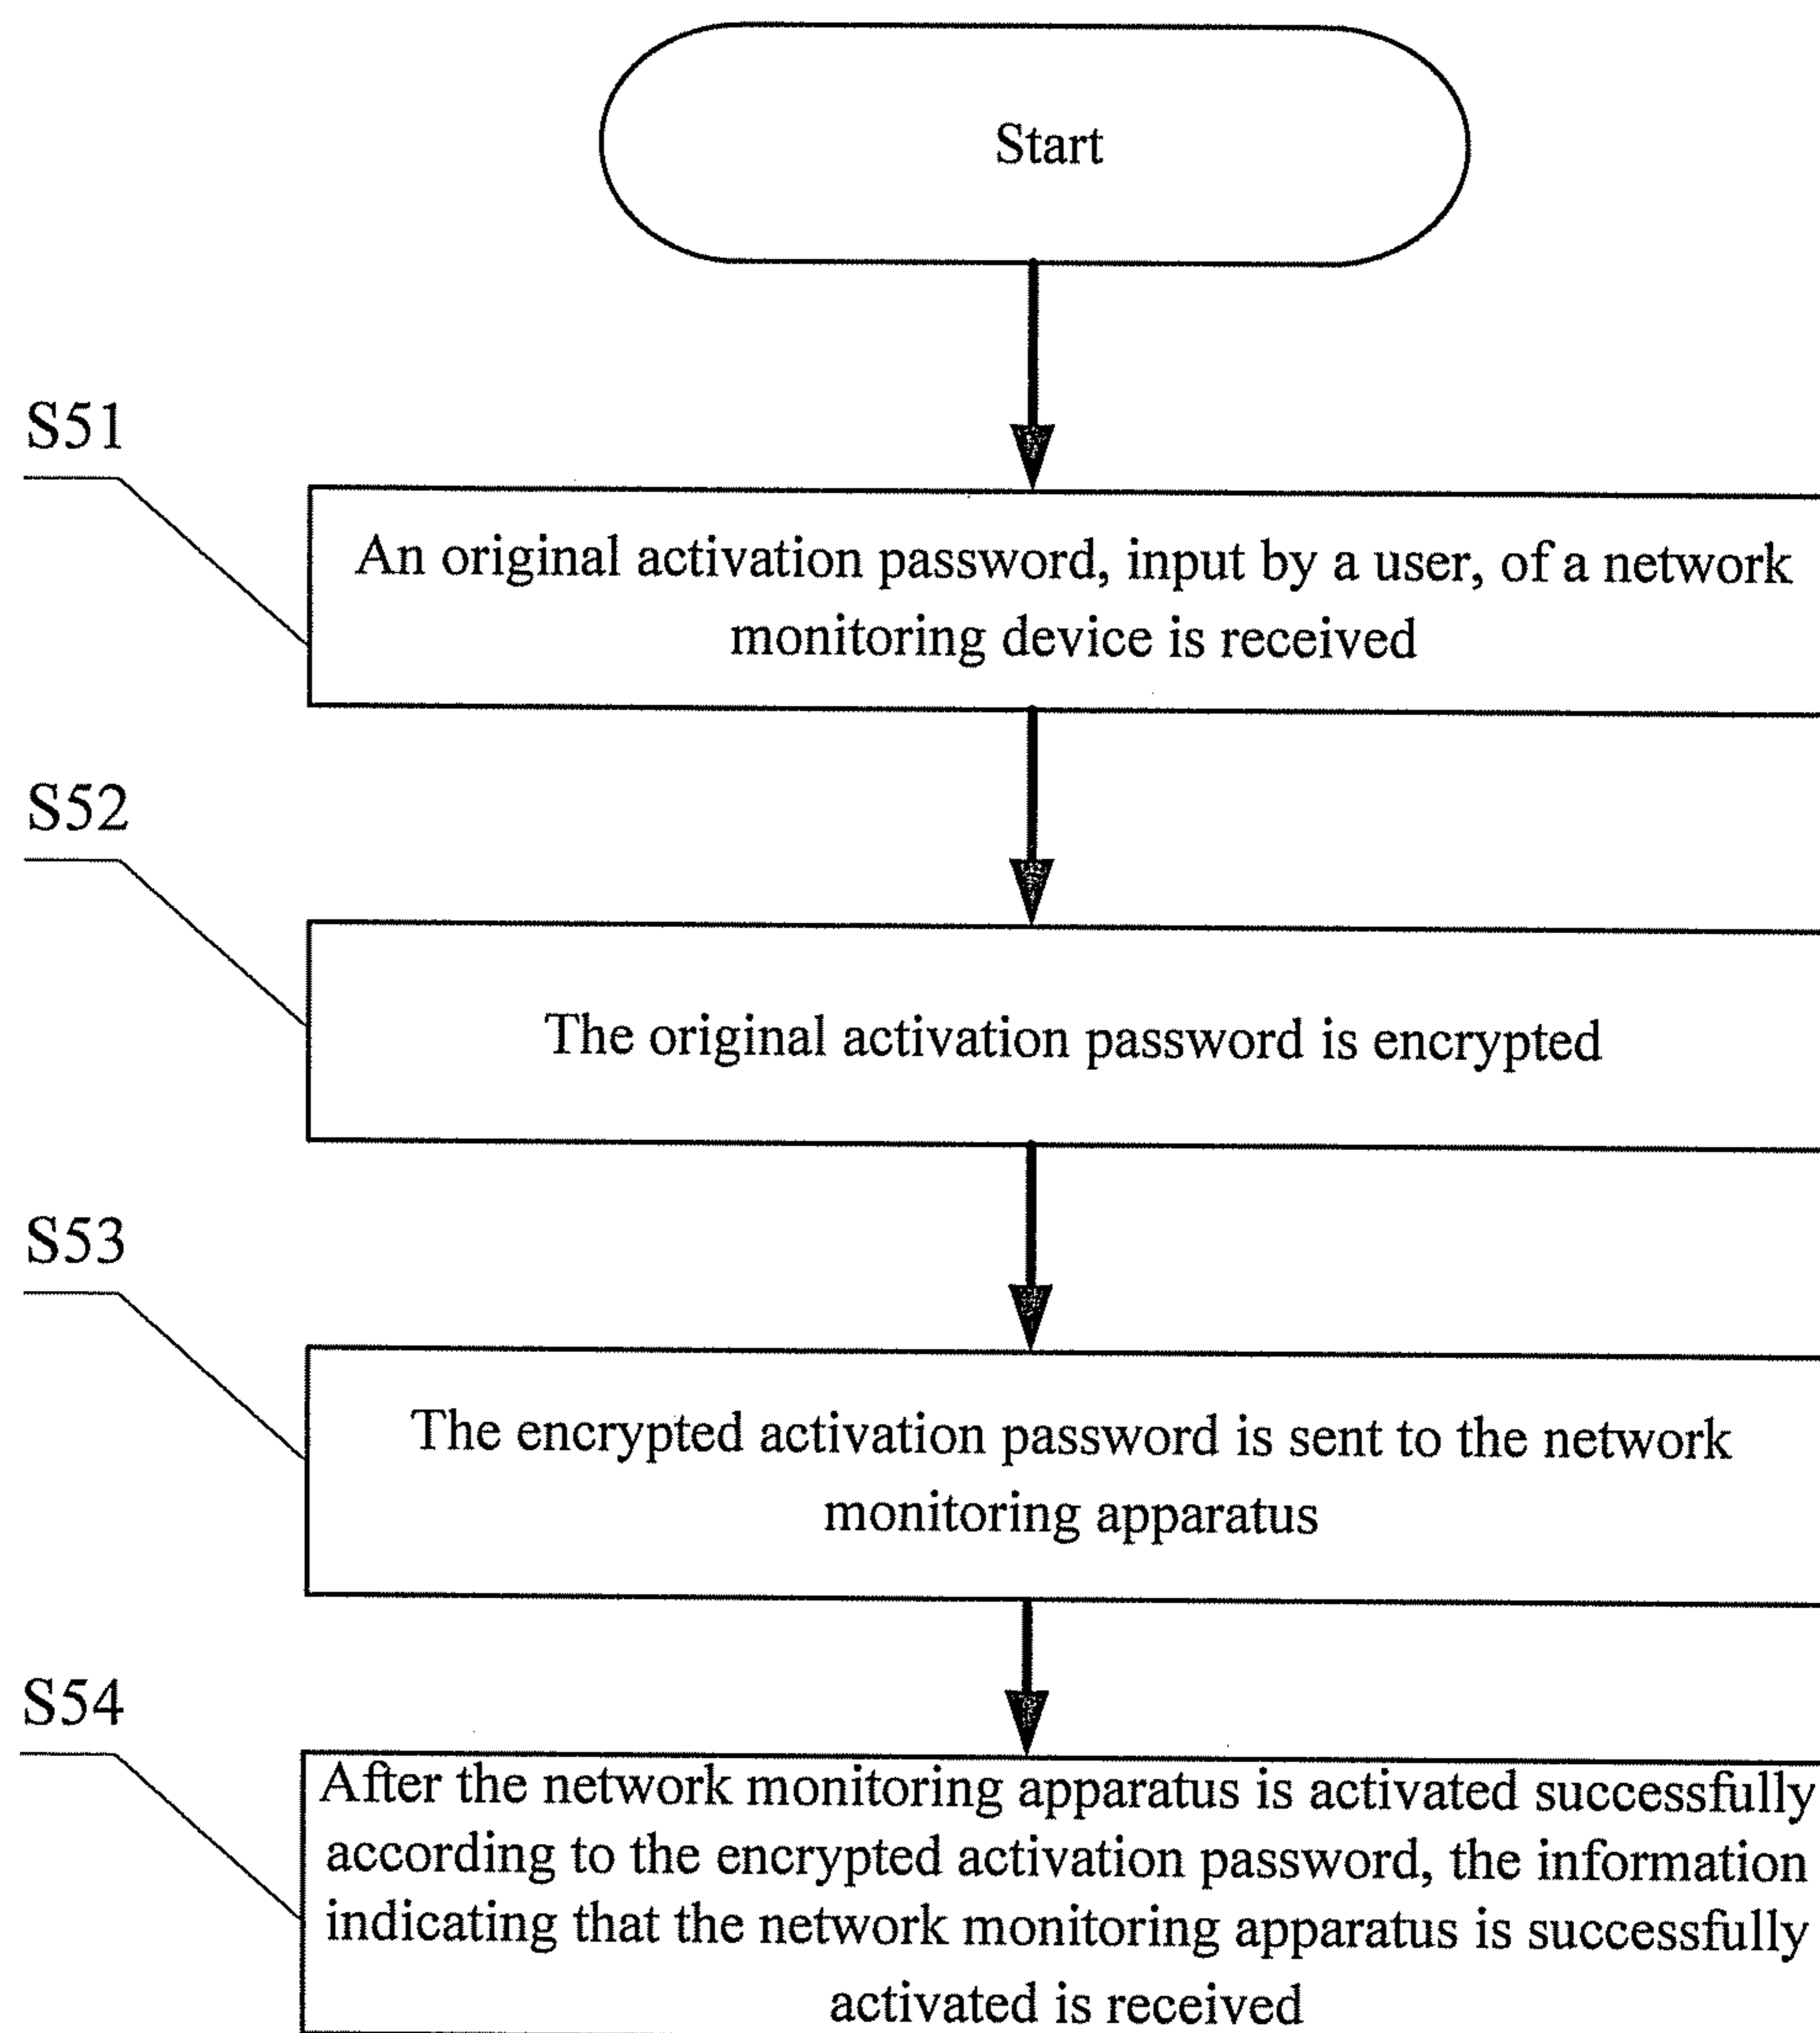 Start
S51
An original activation password, input by a user, of a network
monitoring device is received
S52
The original activation password is encrypted
S53
The encrypted activation password is sent to the network
monitoring apparatus
S54
After the network monitoring apparatus is activated successfully
according to the encrypted activation password, the information
indicating that the network monitoring apparatus is successfully
activated is received